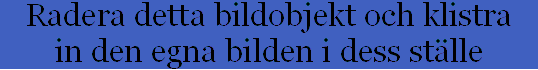 Radera detta bildobjekt och klistra
in den egna bilden i dess ställe